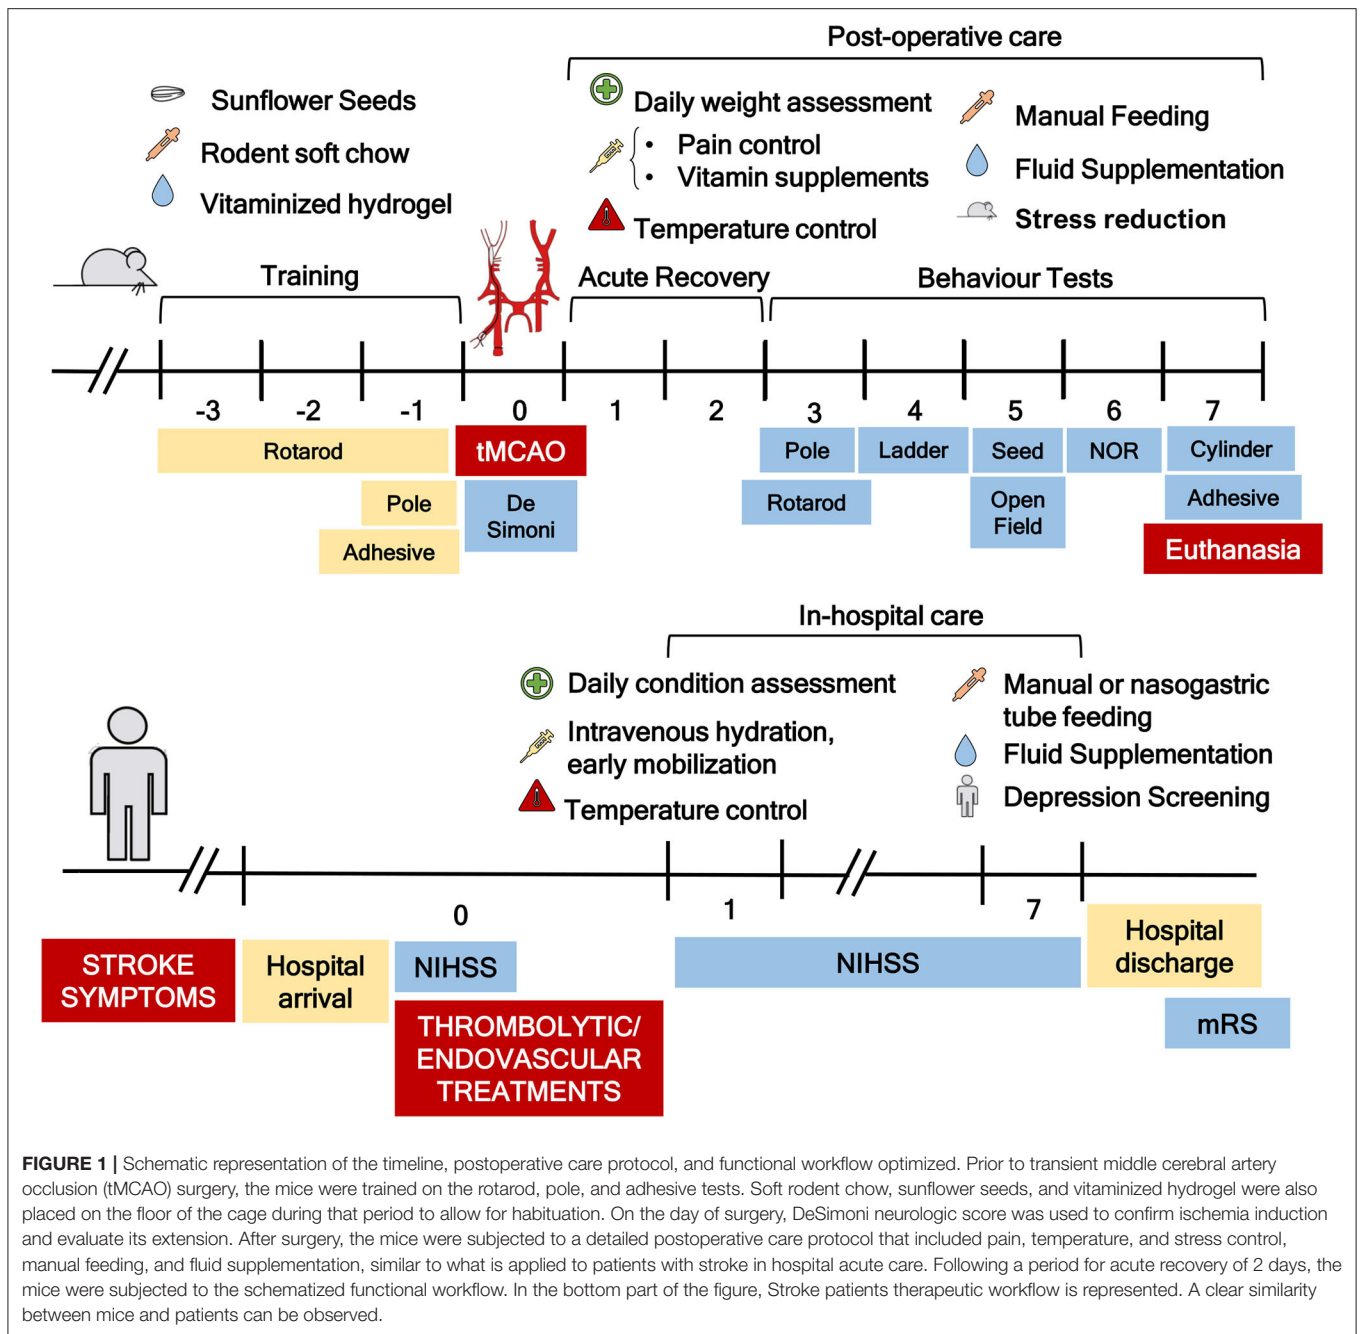 Post-operative care
Sunflower Seeds
Rodent soft chow
Vitaminized hydrogel
Daily weight assessment
• Pain control
• Vitamin supplements
Temperature control
Manual Feeding
Fluid Supplementation
Stress reduction
Training
Acute Recovery
Behaviour Tests
-3 -2 -1 0 1 2 3 4 5 6 7
Rotarod
Pole
Adhesive
tMCAO
De
Simoni
Pole
Rotarod
Ladder
Seed
Open
Field
NOR
Cylinder
Adhesive
Euthanasia
In-hospital care
Daily condition assessment
Intravenous hydration,
early mobilization
Temperature control
Manual or nasogastric
tube feeding
Fluid Supplementation
Depression Screening
0 1 7
STROKE
SYMPTOMS
Hospital
arrival
NIHSS
THROMBOLYTIC/
ENDOVASCULAR
TREATMENTS
NIHSS
Hospital
discharge
mRS
FIGURE 1 | Schematic representation of the timeline, postoperative care protocol, and functional workflow optimized. Prior to transient middle cerebral artery
occlusion (tMCAO) surgery, the mice were trained on the rotarod, pole, and adhesive tests. Soft rodent chow, sunflower seeds, and vitaminized hydrogel were also
placed on the floor of the cage during that period to allow for habituation. On the day of surgery, DeSimoni neurologic score was used to confirm ischemia induction
and evaluate its extension. After surgery, the mice were subjected to a detailed postoperative care protocol that included pain, temperature, and stress control,
manual feeding, and fluid supplementation, similar to what is applied to patients with stroke in hospital acute care. Following a period for acute recovery of 2 days, the
mice were subjected to the schematized functional workflow. In the bottom part of the figure, Stroke patients therapeutic workflow is represented. A clear similarity
between mice and patients can be observed.